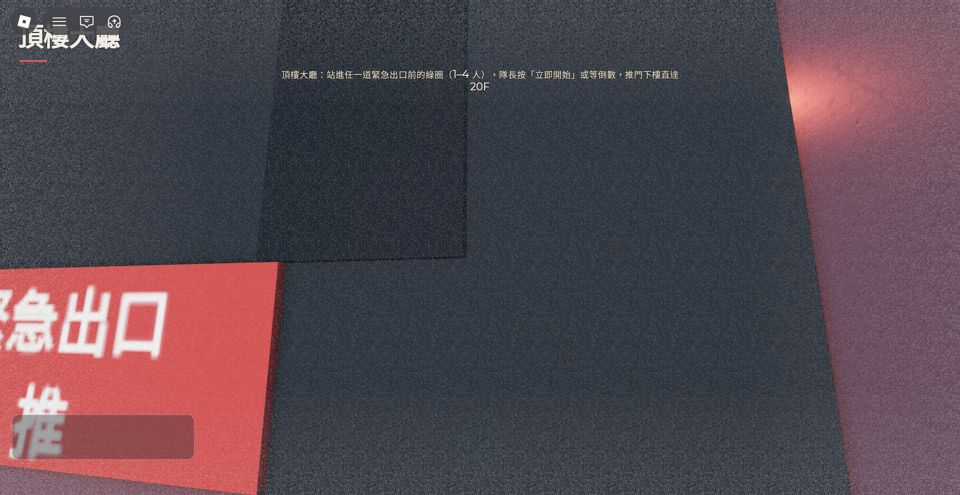 頂樓大廳
頂樓大廳：站進任一道緊急出口前的綠圈（1–4 人），隊長按「立即開始」或等倒數，推門下樓直達
20F
緊急出口
推